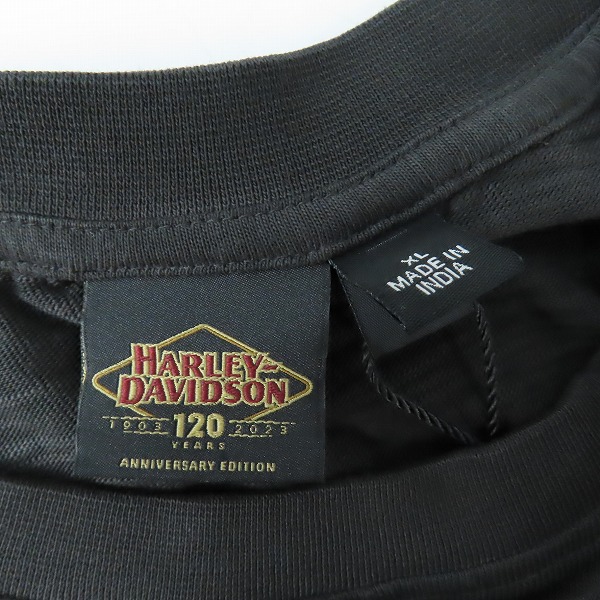 HARLEY-
DAVIDSON
1903 120 2023
YEARS
ANNIVERSARY EDITION
XL
MADE IN
INDIA